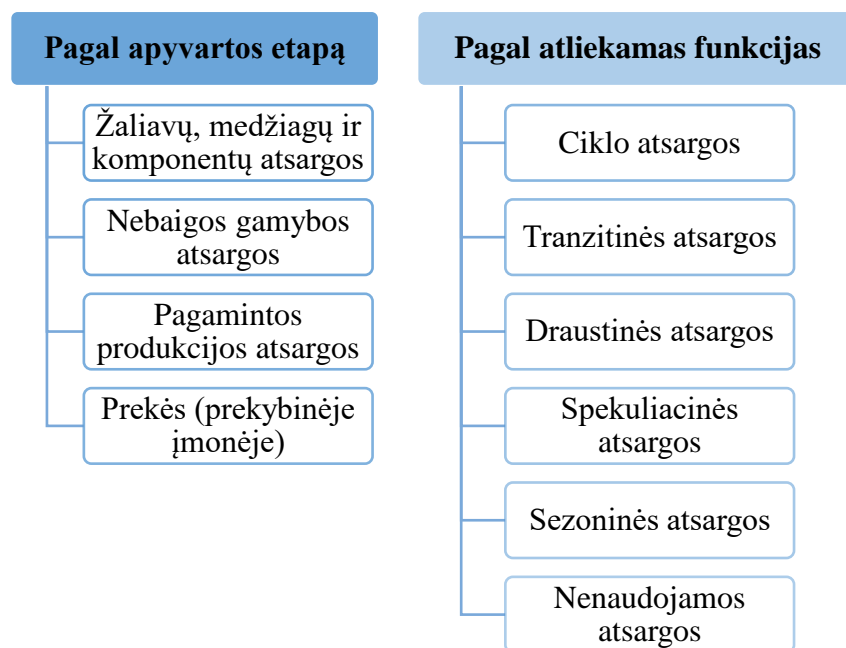 Pagal apyvartos etapą
Žaliavų, medžiagų ir
komponentų atsargos
Nebaigos gamybos
atsargos
Pagamintos
produkcijos atsargos
Prekės (prekybinėje
įmonėje)
Pagal atliekamas funkcijas
Ciklo atsargos
Tranzitinės atsargos
Draustinės atsargos
Spekuliacinės
atsargos
Sezoninės atsargos
Nenaudojamos
atsargos